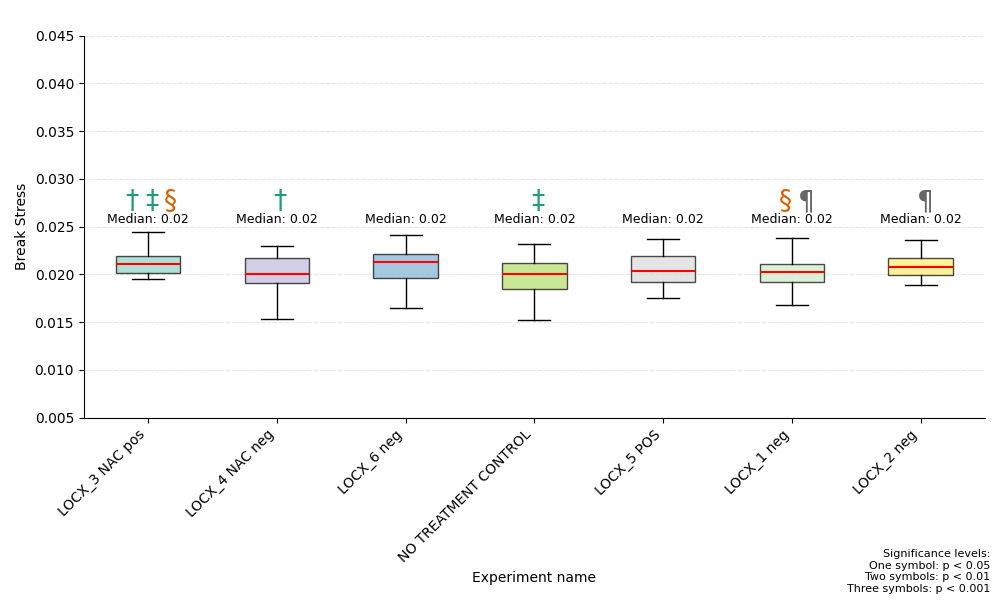 0.045
0.040
0.035
0.030
0.025
0.020
0.015
0.010
0.005
Break Stress
† ‡ §
†
‡
§ ¶
¶
Median: 0.02
Median: 0.02
Median: 0.02
Median: 0.02
Median: 0.02
Median: 0.02
Median: 0.02
LOCX_3 NAC pos
LOCX_4 NAC neg
LOCX_6 neg
NO TREATMENT CONTROL
LOCX_5 POS
LOCX_1 neg
LOCX_2 neg
Experiment name
Significance levels:
One symbol: p < 0.05
Two symbols: p < 0.01
Three symbols: p < 0.001